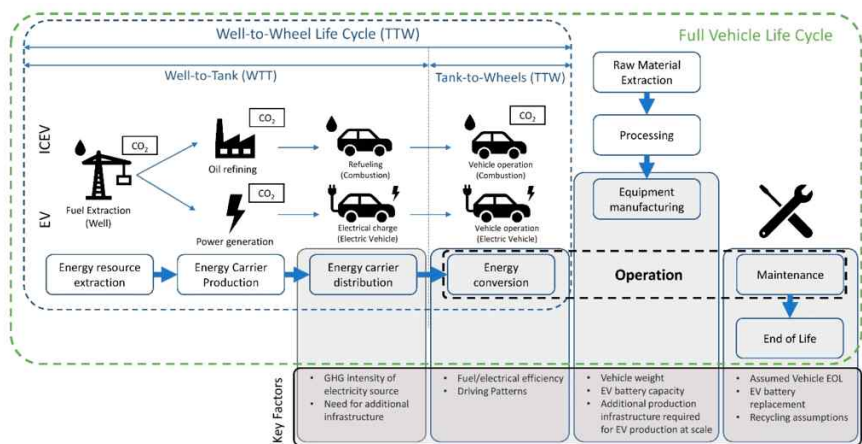 Well-to-Wheel Life Cycle (TTW)
Full Vehicle Life Cycle
Well-to-Tank (WTT)
Tank-to-Wheels (TTW)
ICEV
EV
CO2
Fuel Extraction
(Well)
CO2
Oil refining
Refueling
(Combustion)
CO2
Vehicle operation
(Combustion)
CO2
Power generation
Electrical charge
(Electric Vehicle)
Vehicle operation
(Electric Vehicle)
Raw Material
Extraction
Processing
Equipment
manufacturing
Energy resource
extraction
Energy Carrier
Production
Energy carrier
distribution
Energy
conversion
Operation
Maintenance
End of Life
Key Factors
• GHG intensity of
electricity source
• Need for additional
infrastructure
• Fuel/electrical efficiency
• Driving Patterns
• Vehicle weight
• EV battery capacity
• Additional production
infrastructure required
for EV production at scale
• Assumed Vehicle EOL
• EV battery
replacement
• Recycling assumptions